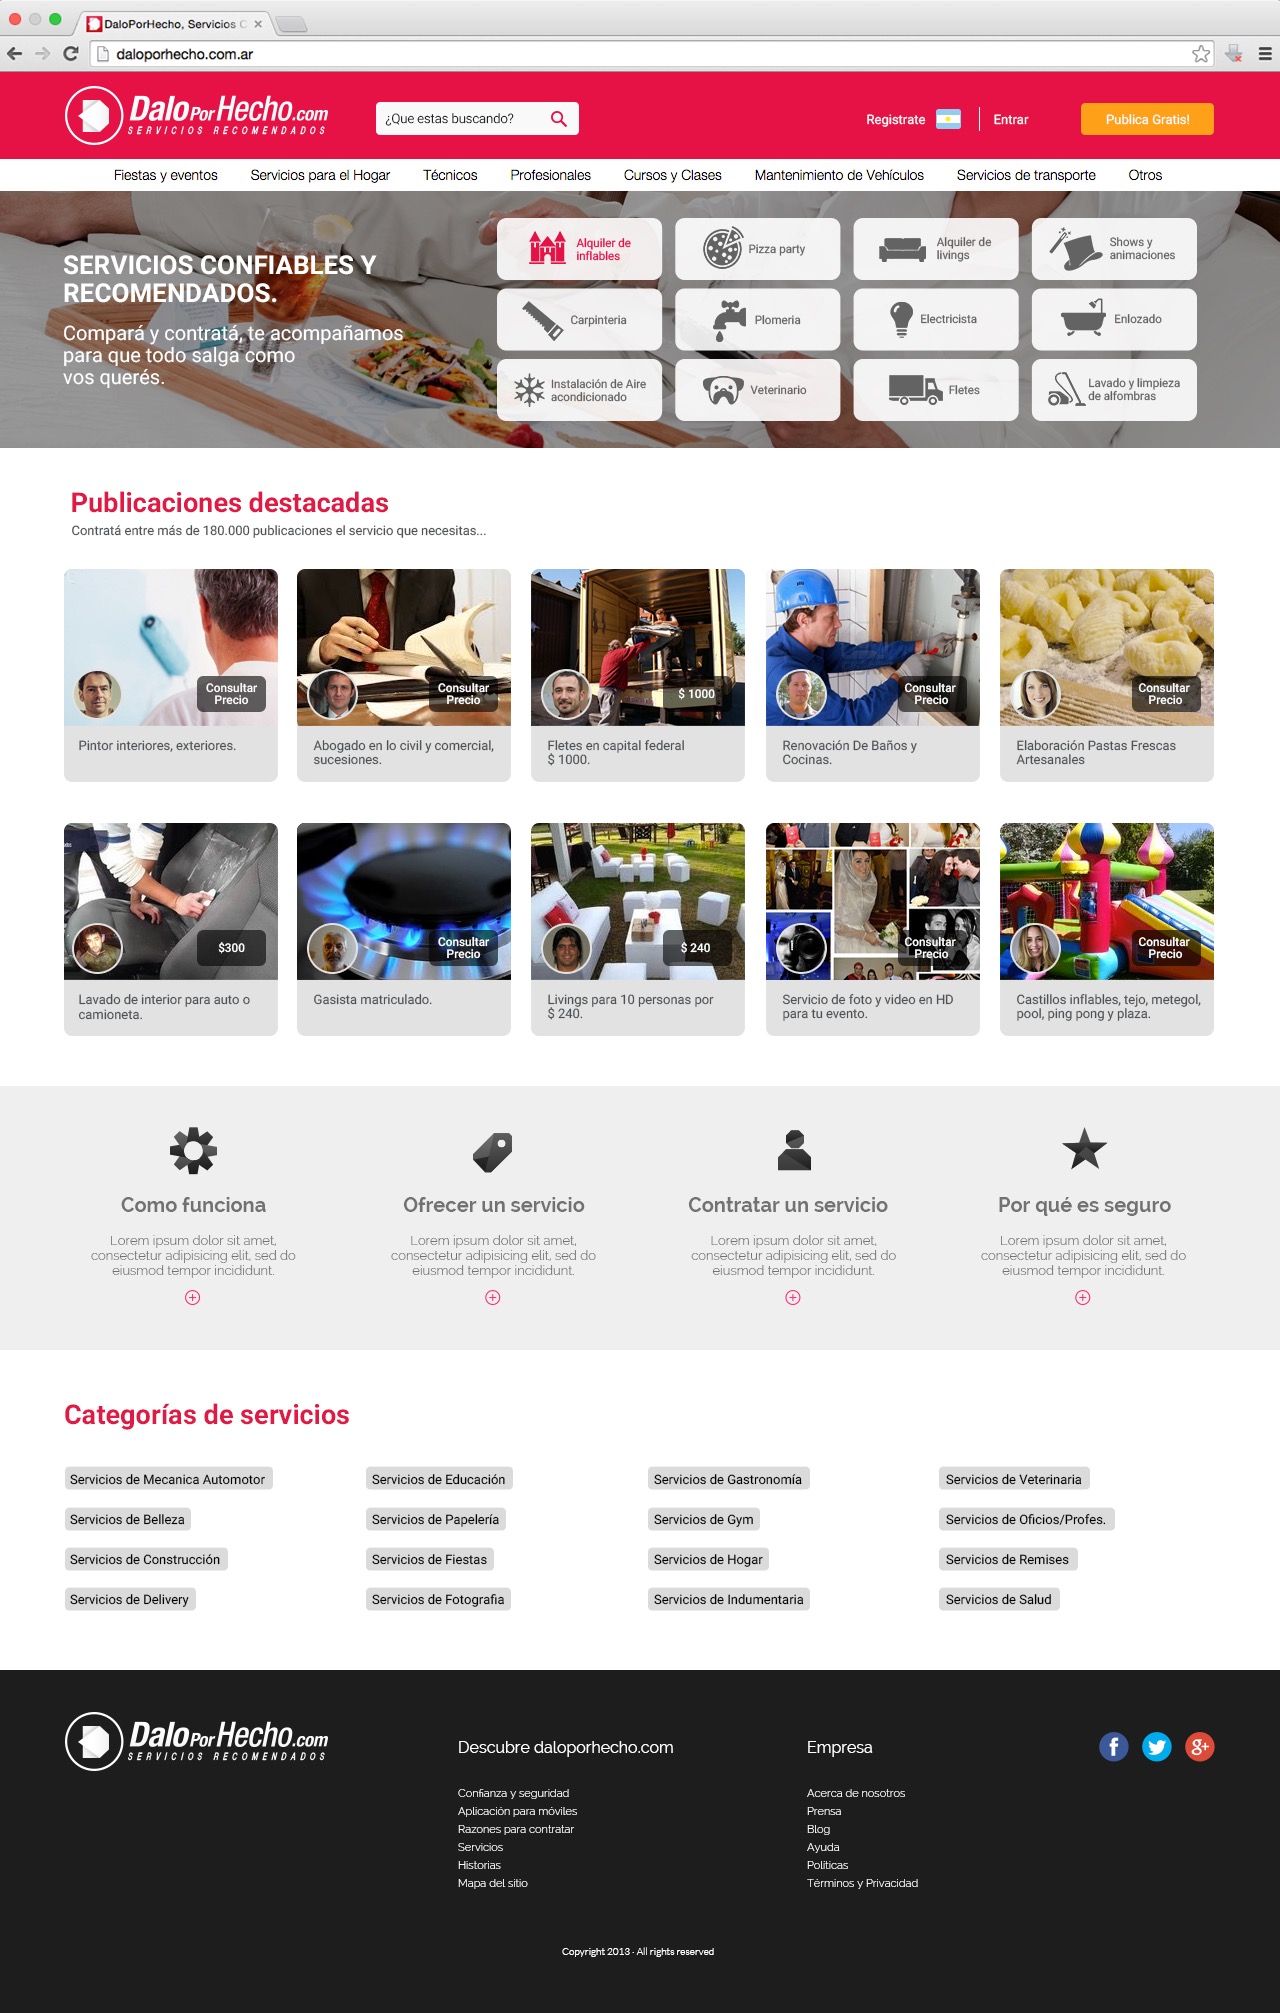 DaloPorHecho, Servicios C
daloporhecho.com.ar
DaloPorHecho.com
SERVICIOS RECOMENDADOS
¿Que estas buscando?
Registrate
Entrar
Publica Gratis!
Fiestas y eventos
Servicios para el Hogar
Técnicos
Profesionales
Cursos y Clases
Mantenimiento de Vehículos
Servicios de transporte
Otros
SERVICIOS CONFIABLES Y
RECOMENDADOS.
Compará y contratá, te acompañamos
para que todo salga como
vos querés.
Alquiler de
inflables
Pizza party
Alquiler de
livings
Shows y
animaciones
Carpinteria
Plomeria
Electricista
Enlozado
Instalación de Aire
acondicionado
Veterinario
Fletes
Lavado y limpieza
de alfombras
Publicaciones destacadas
Contratá entre más de 180.000 publicaciones el servicio que necesitas...
Consultar
Precio
Pintor interiores, exteriores.
Consultar
Precio
Abogado en lo civil y comercial,
sucesiones.
$ 1000
Fletes en capital federal
$ 1000.
Consultar
Precio
Renovación De Baños y
Cocinas.
Consultar
Precio
Elaboración Pastas Frescas
Artesanales
$300
Lavado de interior para auto o
camioneta.
Consultar
Precio
Gasista matriculado.
$ 240
Livings para 10 personas por
$ 240.
Consultar
Precio
Servicio de foto y video en HD
para tu evento.
Consultar
Precio
Castillos inflables, tejo, metegol,
pool, ping pong y plaza.
Como funciona
Lorem ipsum dolor sit amet,
consectetur adipisicing elit, sed do
eiusmod tempor incididunt.
Ofrecer un servicio
Lorem ipsum dolor sit amet,
consectetur adipisicing elit, sed do
eiusmod tempor incididunt.
Contratar un servicio
Lorem ipsum dolor sit amet,
consectetur adipisicing elit, sed do
eiusmod tempor incididunt.
Por qué es seguro
Lorem ipsum dolor sit amet,
consectetur adipisicing elit, sed do
eiusmod tempor incididunt.
Categorías de servicios
Servicios de Mecanica Automotor
Servicios de Educación
Servicios de Gastronomía
Servicios de Veterinaria
Servicios de Belleza
Servicios de Papelería
Servicios de Gym
Servicios de Oficios/Profes.
Servicios de Construcción
Servicios de Fiestas
Servicios de Hogar
Servicios de Remises
Servicios de Delivery
Servicios de Fotografia
Servicios de Indumentaria
Servicios de Salud
DaloPorHecho.com
SERVICIOS RECOMENDADOS
Descubre daloporhecho.com
Confianza y seguridad
Aplicación para móviles
Razones para contratar
Servicios
Historias
Mapa del sitio
Empresa
Acerca de nosotros
Prensa
Blog
Ayuda
Políticas
Términos y Privacidad
f
g+
Copyright 2013 · All rights reserved